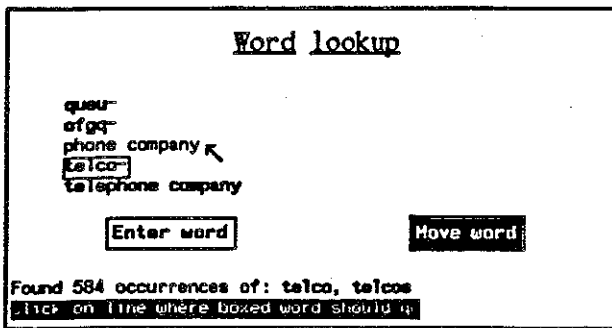 Word lookup
queu-
ofgq-
phone company
telco-
telephone company
Enter word
Move word
Found 584 occurrences of: telco, telcos
click on line where boxed word should g